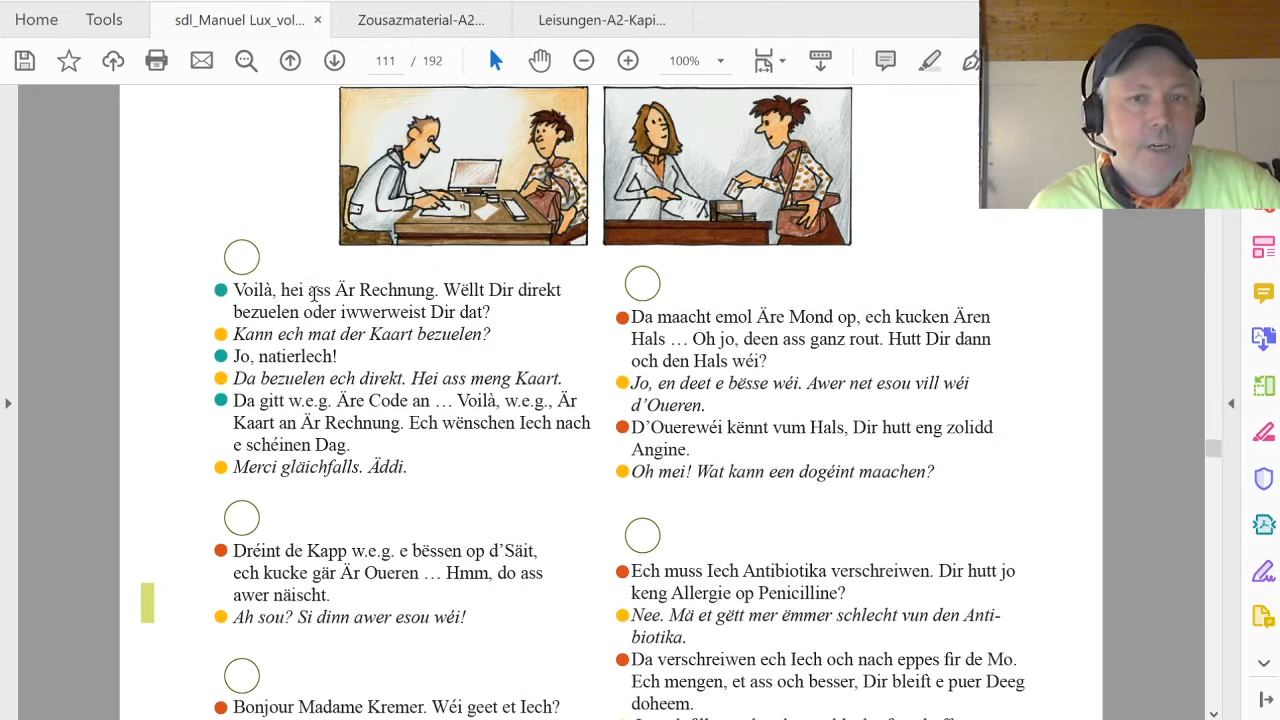 Home Tools sdl_Manuel Lux_vol... × Zousazmaterial-A2... Leisungen-A2-Kapi...
111 / 192 100%
Voilà, hei ass Är Rechnung. Wëllt Dir direkt
bezuelen oder iwwerweist Dir dat?
Kann ech mat der Kaart bezuelen?
Jo, natierlech!
Da bezuelen ech direkt. Hei ass meng Kaart.
Da gitt w.e.g. Äre Code an … Voilà, w.e.g., Är
Kaart an Är Rechnung. Ech wënschen Iech nach
e schéinen Dag.
Merci gläichfalls. Äddi.
Dréint de Kapp w.e.g. e bëssen op d'Säit,
ech kucke gär Är Oueren … Hmm, do ass
awer näischt.
Ah sou? Si dinn awer esou wéi!
Bonjour Madame Kremer. Wéi geet et Iech?
Da maacht emol Äre Mond op, ech kucken Ären
Hals … Oh jo, deen ass ganz rout. Hutt Dir dann
och den Hals wéi?
Jo, en deet e bësse wéi. Awer net esou vill wéi
d'Oueren.
D'Ouerewéi kënnt vum Hals, Dir hutt eng zolidd
Angine.
Oh mei! Wat kann een dogéint maachen?
Ech muss Iech Antibiotika verschreiwen. Dir hutt jo
keng Allergie op Penicilline?
Nee. Mä et gëtt mer ëmmer schlecht vun den Anti-
biotika.
Da verschreiwen ech Iech och nach eppes fir de Mo.
Ech mengen, et ass och besser, Dir bleift e puer Deeg
doheem.